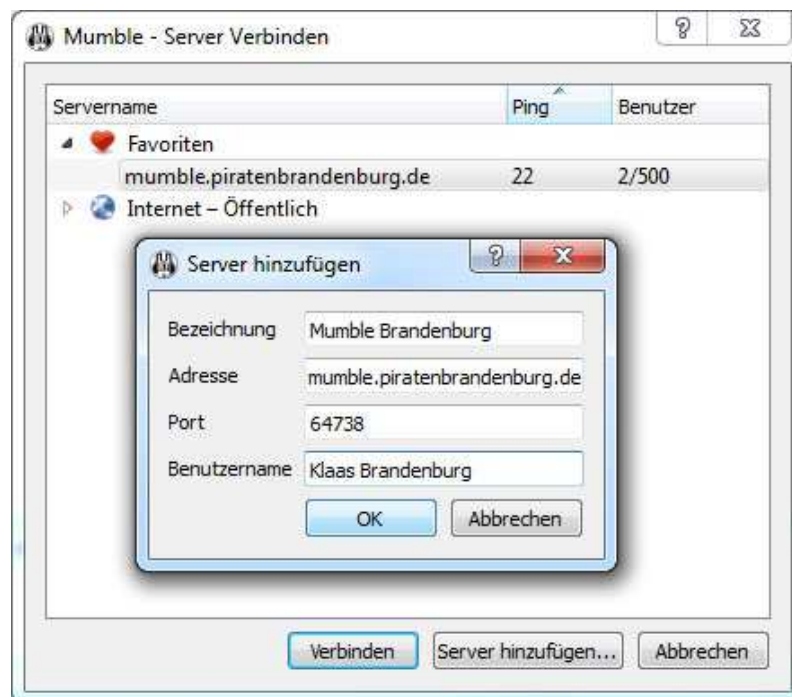 Mumble - Server Verbinden
Servername Ping Benutzer
Favoriten
mumble.piratenbrandenburg.de 22 2/500
Internet – Öffentlich
Server hinzufügen
Bezeichnung Mumble Brandenburg
Adresse mumble.piratenbrandenburg.de
Port 64738
Benutzername Klaas Brandenburg
OK Abbrechen
Verbinden Server hinzufügen... Abbrechen